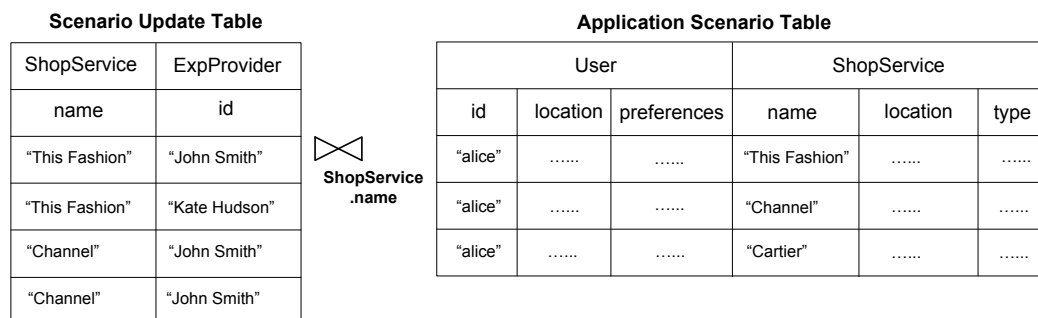 Scenario Update Table
ShopService ExpProvider
name id
“This Fashion” “John Smith”
“This Fashion” “Kate Hudson”
“Channel” “John Smith”
“Channel” “John Smith”
ShopService
.name
Application Scenario Table
User ShopService
id location preferences name location type
“alice” …... …... “This Fashion” …... …...
“alice” …... …... “Channel” …... …...
“alice” …... …... “Cartier” …... …...